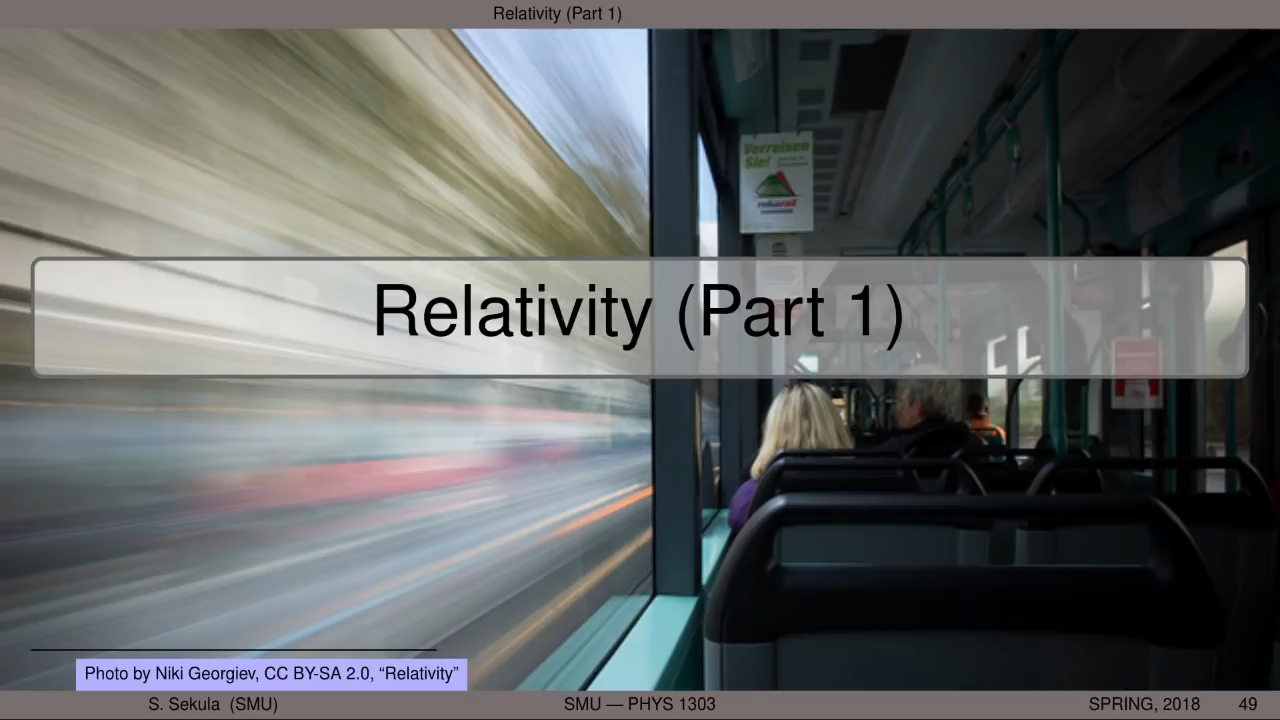 Relativity (Part 1)
Verreisen
Sie!
Relativity (Part 1)
Photo by Niki Georgiev, CC BY-SA 2.0, “Relativity”
S. Sekula (SMU)
SMU — PHYS 1303
SPRING, 2018
49